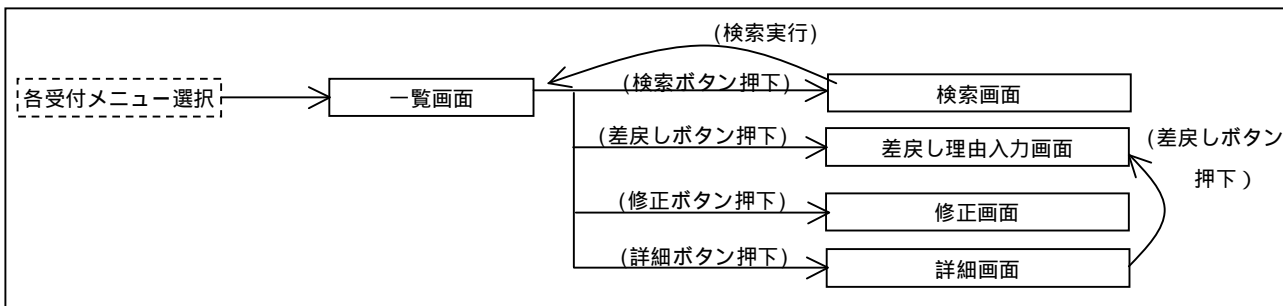 (検索実行)
各受付メニュー選択
一覧画面
(検索ボタン押下)
検索画面
(差戻しボタン押下)
差戻し理由入力画面
(差戻しボタン
押下)
(修正ボタン押下)
修正画面
(詳細ボタン押下)
詳細画面